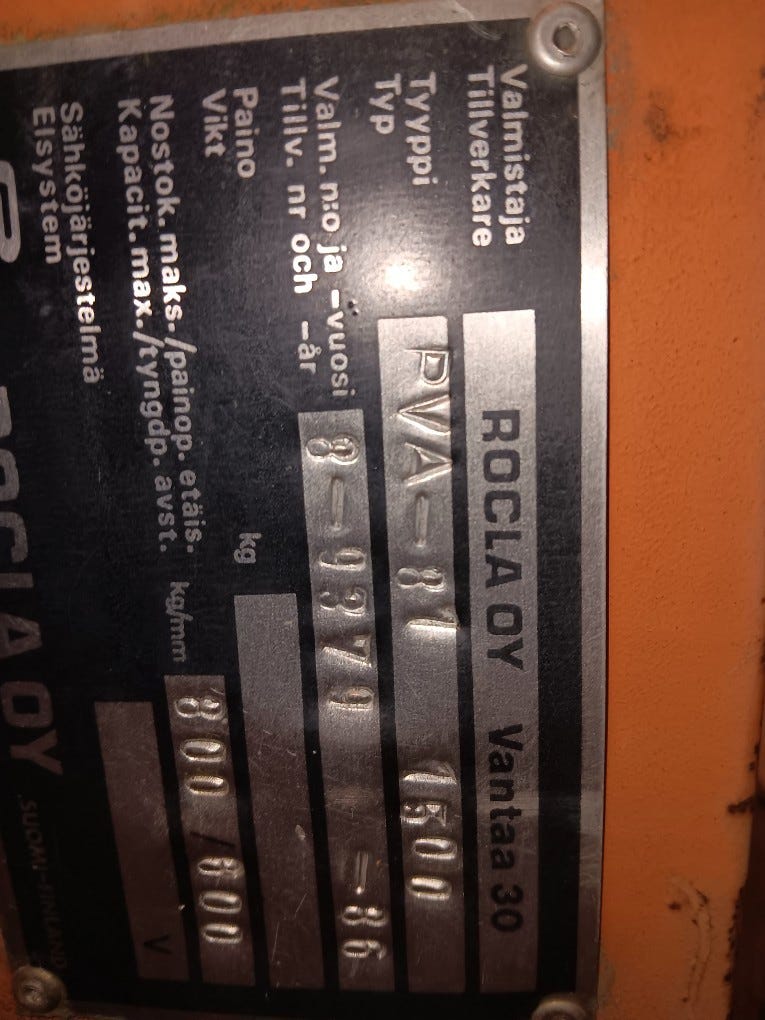 Valmistaja ROCLA OY Vantaa 30
Tillverkare
Tyyppi PVA-81 1500
Typ
Valm. n:o ja -vuosi 8--9379 -86
Tillv. nr och -år
Paino kg
Vikt
Nostok. maks./painop. etäis. kg/mm 800/600
Kapacit. max./tyngdp. avst.
Sähköjärjestelmä V
Elsystem
ROCLA OY SUOMI-FINLAND